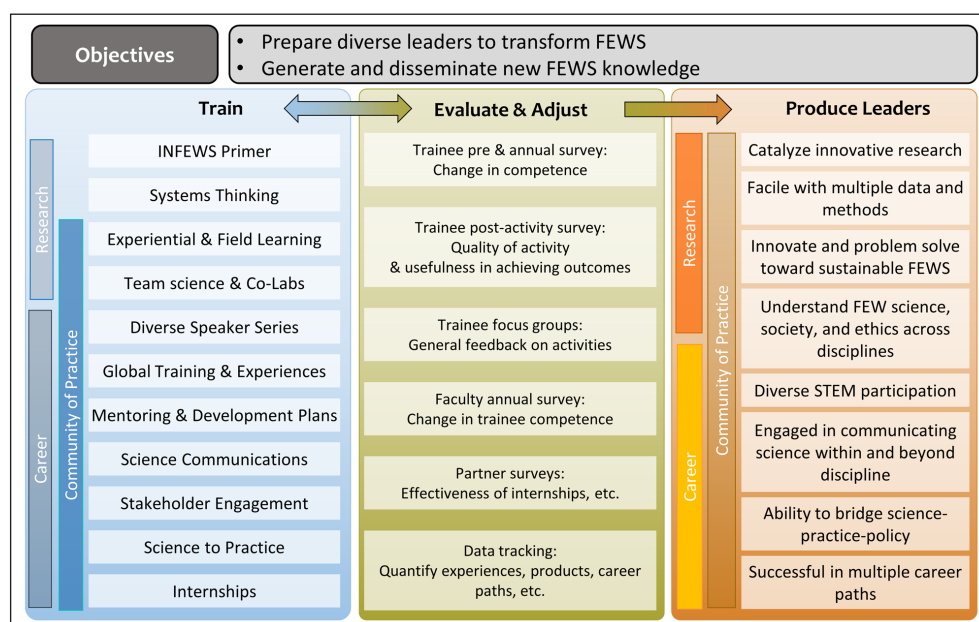 Objectives
• Prepare diverse leaders to transform FEWS
• Generate and disseminate new FEWS knowledge
Train
Research
Career
Community of Practice
INFEWS Primer
Systems Thinking
Experiential & Field Learning
Team science & Co-Labs
Diverse Speaker Series
Global Training & Experiences
Mentoring & Development Plans
Science Communications
Stakeholder Engagement
Science to Practice
Internships
Evaluate & Adjust
Trainee pre & annual survey:
Change in competence
Trainee post-activity survey:
Quality of activity
& usefulness in achieving outcomes
Trainee focus groups:
General feedback on activities
Faculty annual survey:
Change in trainee competence
Partner surveys:
Effectiveness of internships, etc.
Data tracking:
Quantify experiences, products, career
paths, etc.
Produce Leaders
Research
Career
Community of Practice
Catalyze innovative research
Facile with multiple data and
methods
Innovate and problem solve
toward sustainable FEWS
Understand FEW science,
society, and ethics across
disciplines
Diverse STEM participation
Engaged in communicating
science within and beyond
discipline
Ability to bridge science-
practice-policy
Successful in multiple career
paths